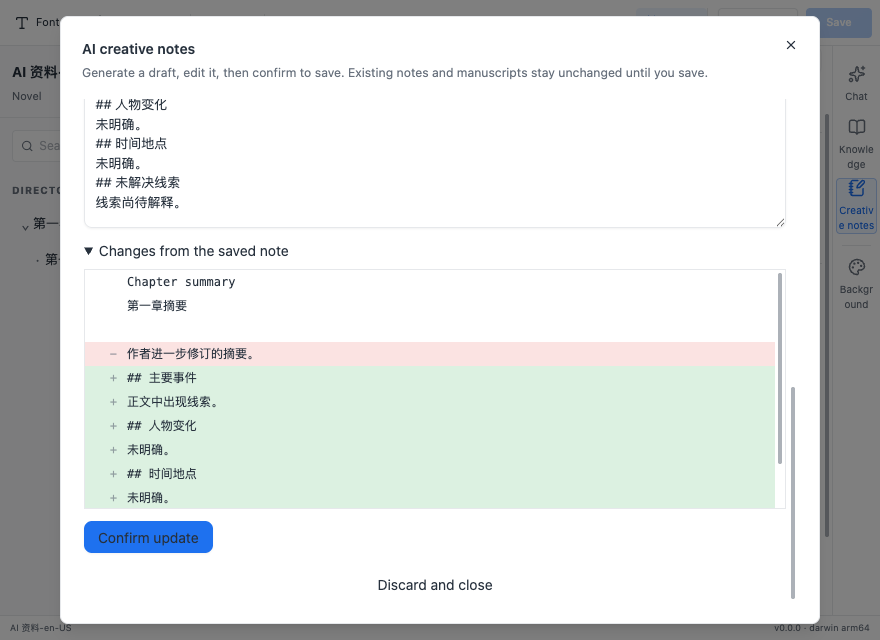 Font
Save
AI creative notes
Generate a draft, edit it, then confirm to save. Existing notes and manuscripts stay unchanged until you save.
AI 资料-
Novel
Sea
DIRECTO
第一
· 第
## 人物变化
未明确。
## 时间地点
未明确。
## 未解决线索
线索尚待解释。
▼ Changes from the saved note
Chapter summary
第一章摘要
− 作者进一步修订的摘要。
+ ## 主要事件
+ 正文中出现线索。
+ ## 人物变化
+ 未明确。
+ ## 时间地点
+ 未明确。
Confirm update
Discard and close
Chat
Knowle
dge
Creativ
e notes
Backgr
ound
AI 资料-en-US
v0.0.0 · darwin arm64